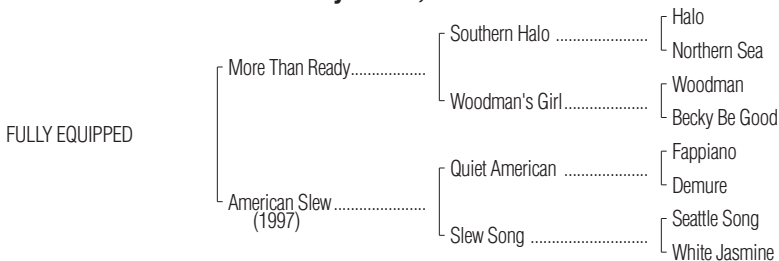 Halo
Southern Halo .....................
Northern Sea
More Than Ready.................
Woodman
Woodman's Girl...................
Becky Be Good
FULLY EQUIPPED
Fappiano
Quiet American ...................
Demure
American Slew.....................
(1997)
Seattle Song
Slew Song ...........................
White Jasmine